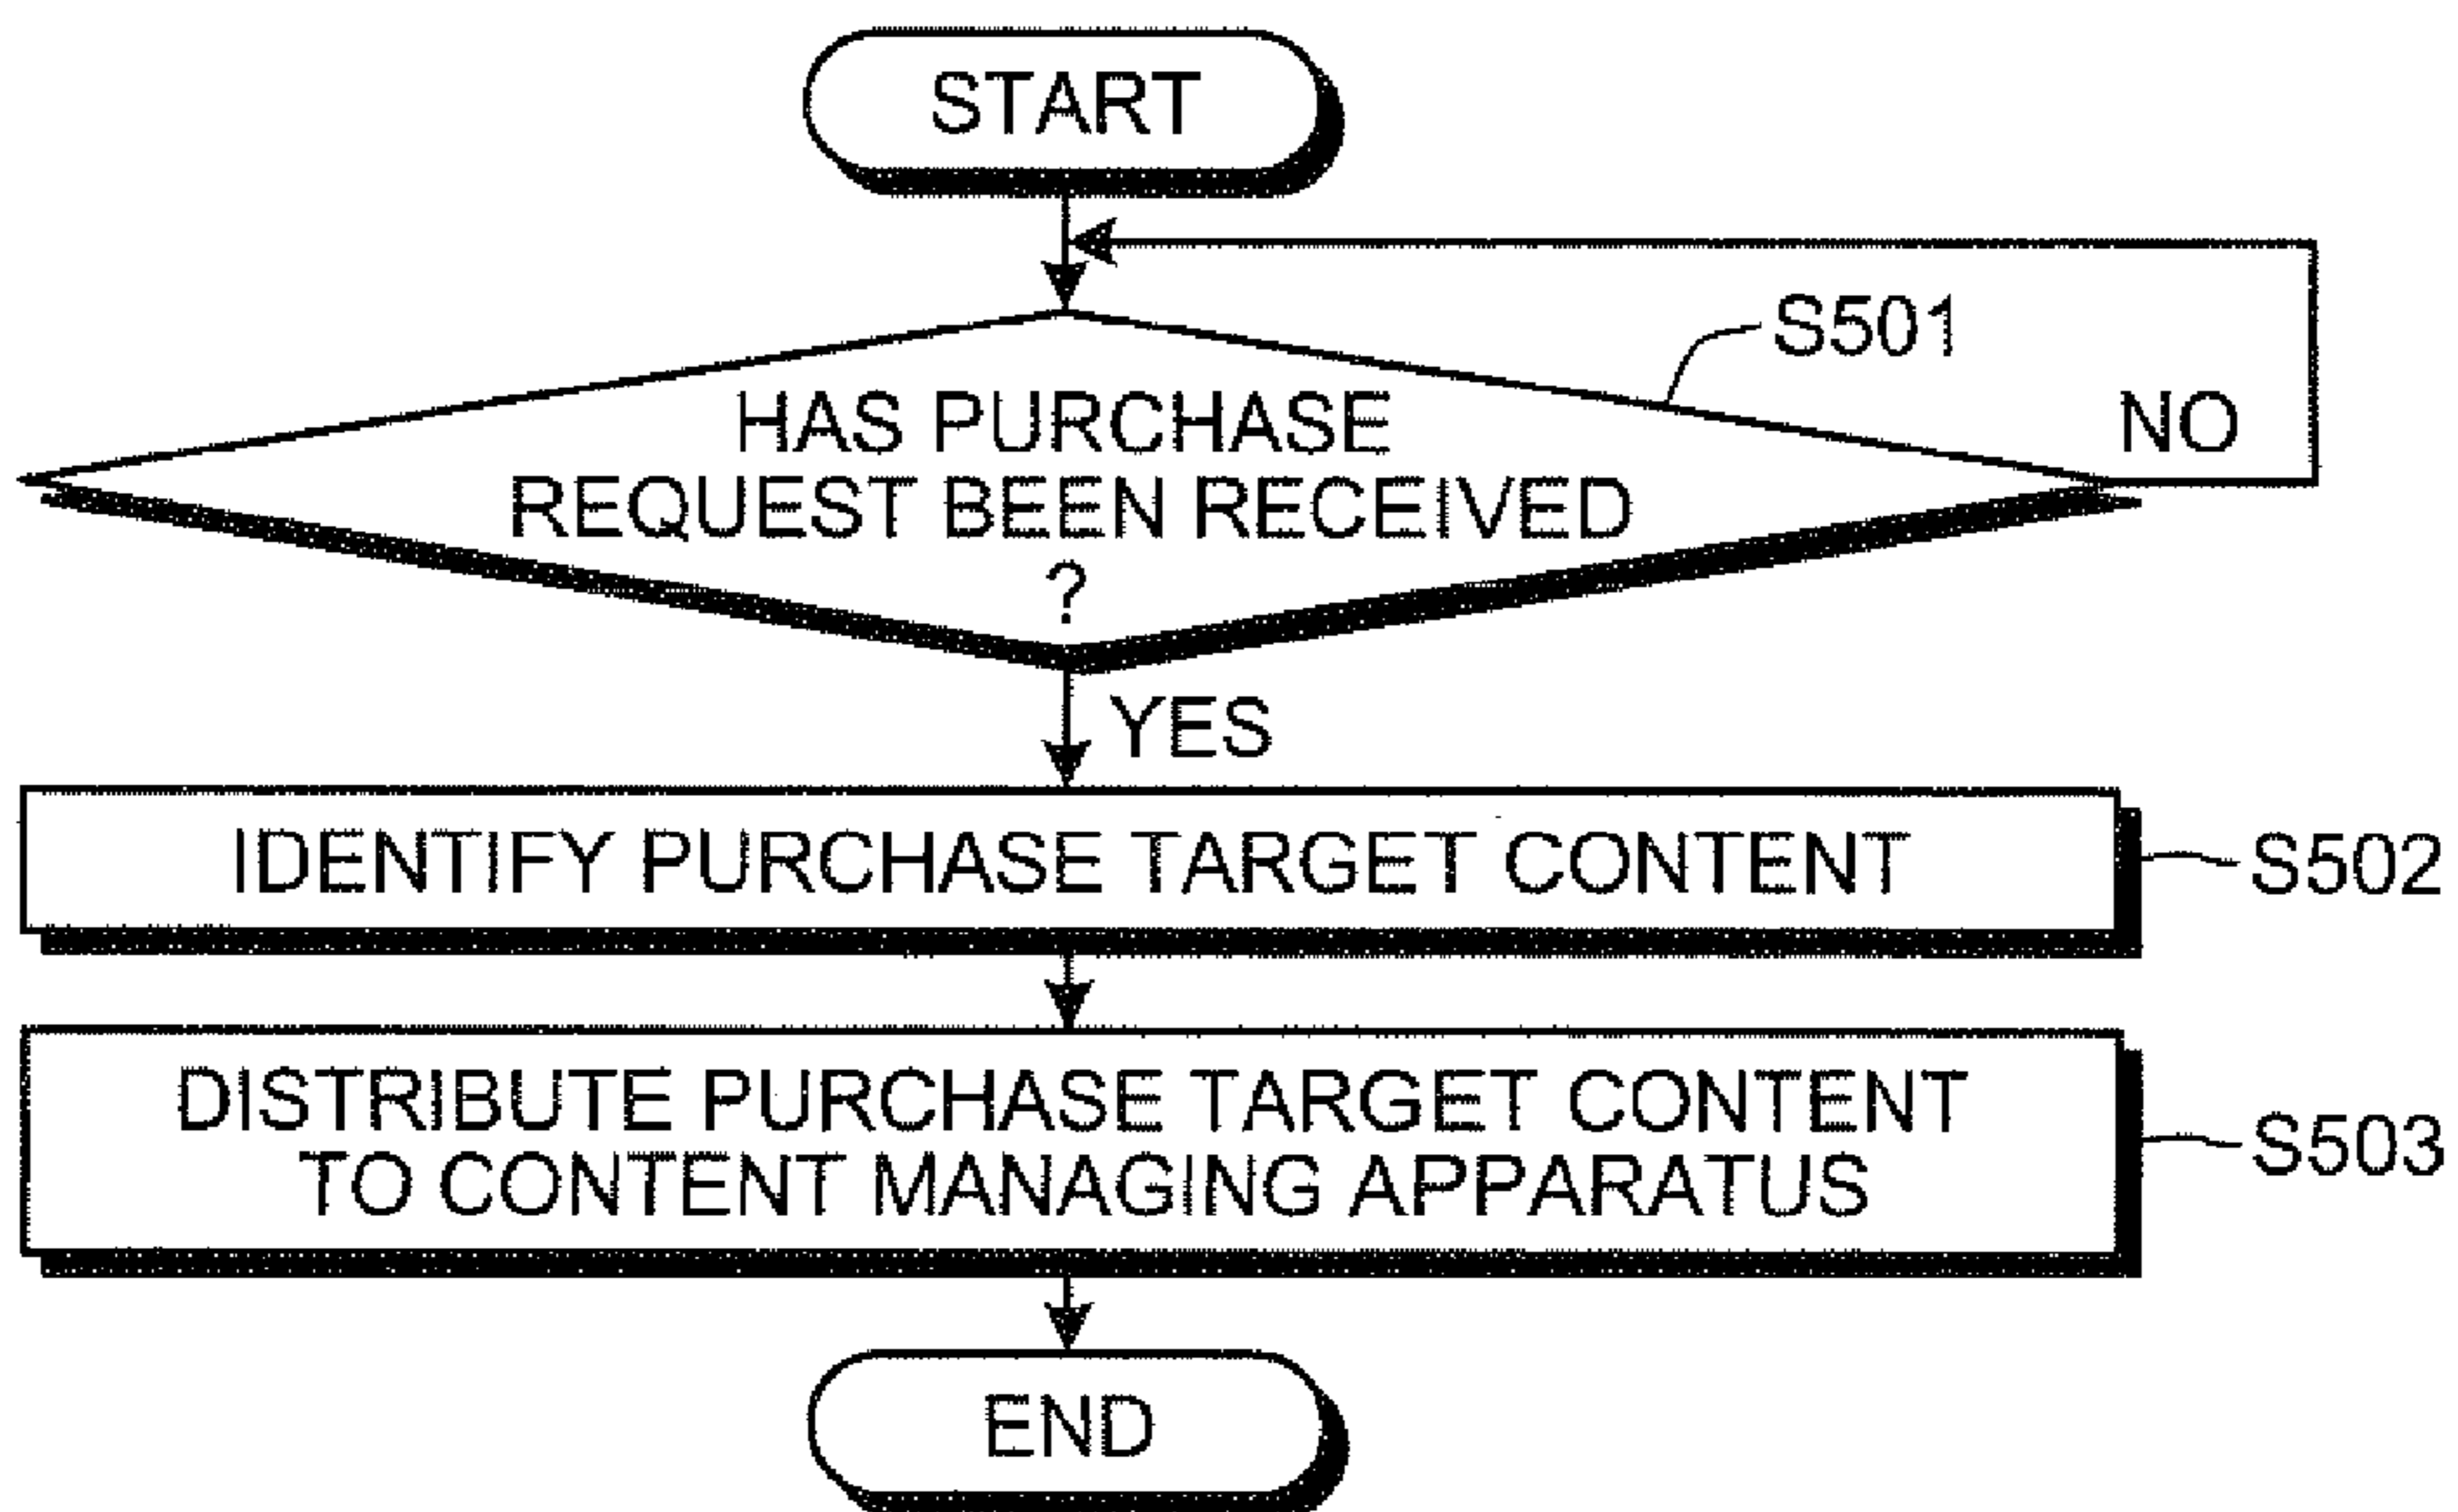 START
S501
HAS PURCHASE
NO
REQUEST BEEN RECEIVED
?
YES
IDENTIFY PURCHASE TARGET CONTENT
S502
DISTRIBUTE PURCHASE TARGET CONTENT
TO CONTENT MANAGING APPARATUS
S503
END